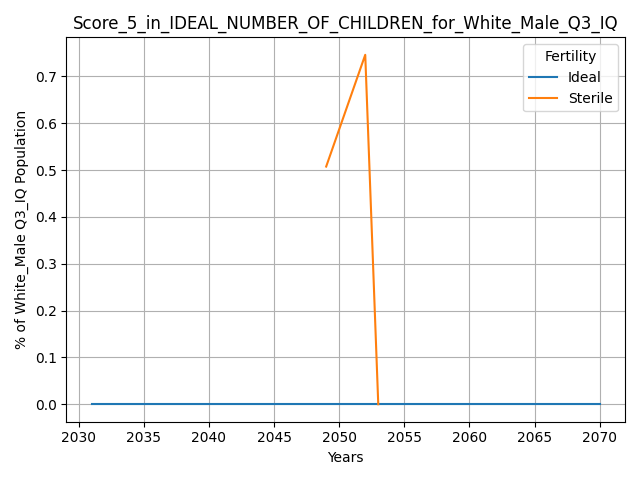 Score_5_in_IDEAL_NUMBER_OF_CHILDREN_for_White_Male_Q3_IQ
Fertility
Ideal
Sterile
% of White_Male Q3_IQ Population
0.7
0.6
0.5
0.4
0.3
0.2
0.1
0.0
2030 2035 2040 2045 2050 2055 2060 2065 2070
Years